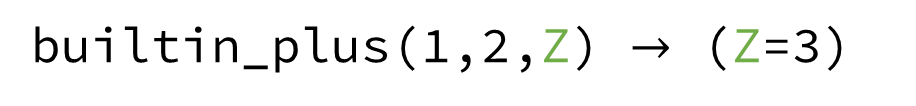 builtin_plus(1,2,Z) → (Z=3)